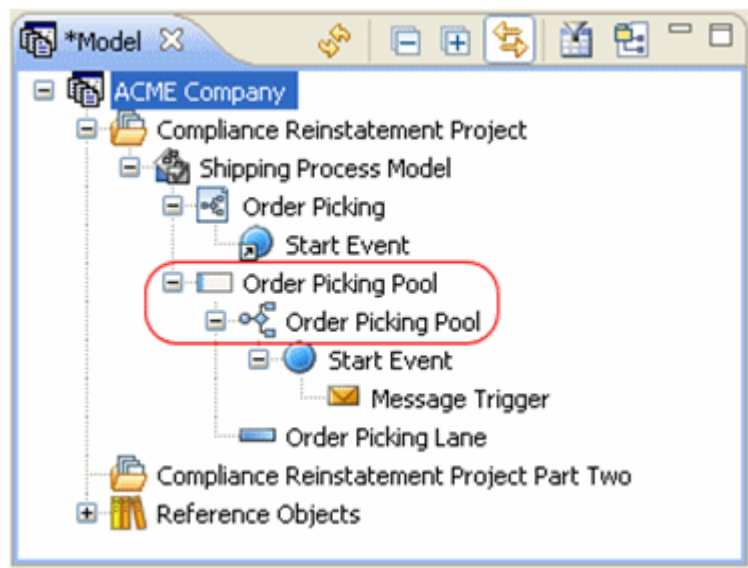 *Model
ACME Company
Compliance Reinstatement Project
Shipping Process Model
Order Picking
Start Event
Order Picking Pool
Order Picking Pool
Start Event
Message Trigger
Order Picking Lane
Compliance Reinstatement Project Part Two
Reference Objects